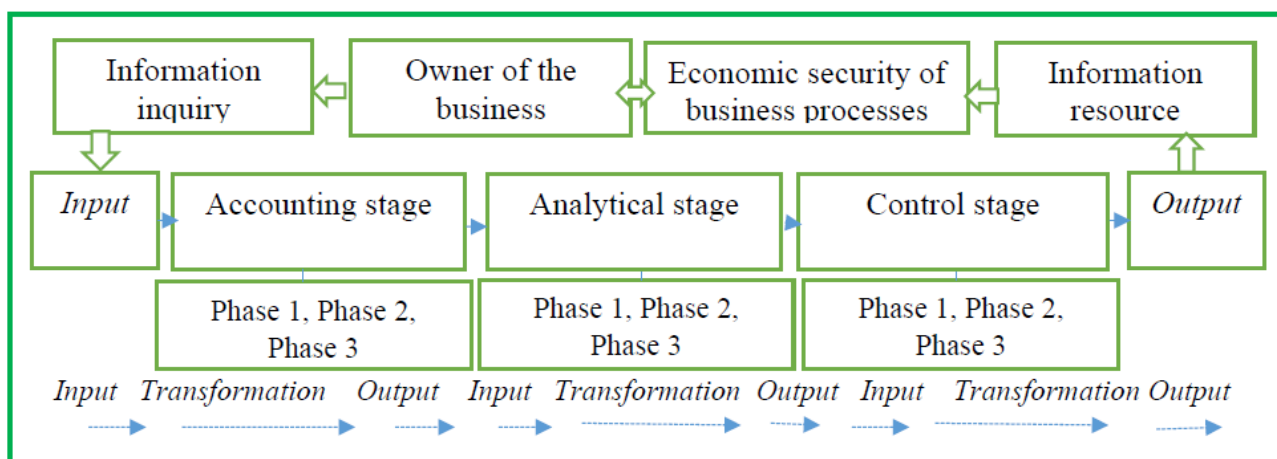 Information
inquiry
Owner of the
business
Economic security of
business processes
Information
resource
Input
Accounting stage
Analytical stage
Control stage
Output
Phase 1, Phase 2,
Phase 3
Phase 1, Phase 2,
Phase 3
Phase 1, Phase 2,
Phase 3
Input Transformation Output Input Transformation Output Input Transformation Output